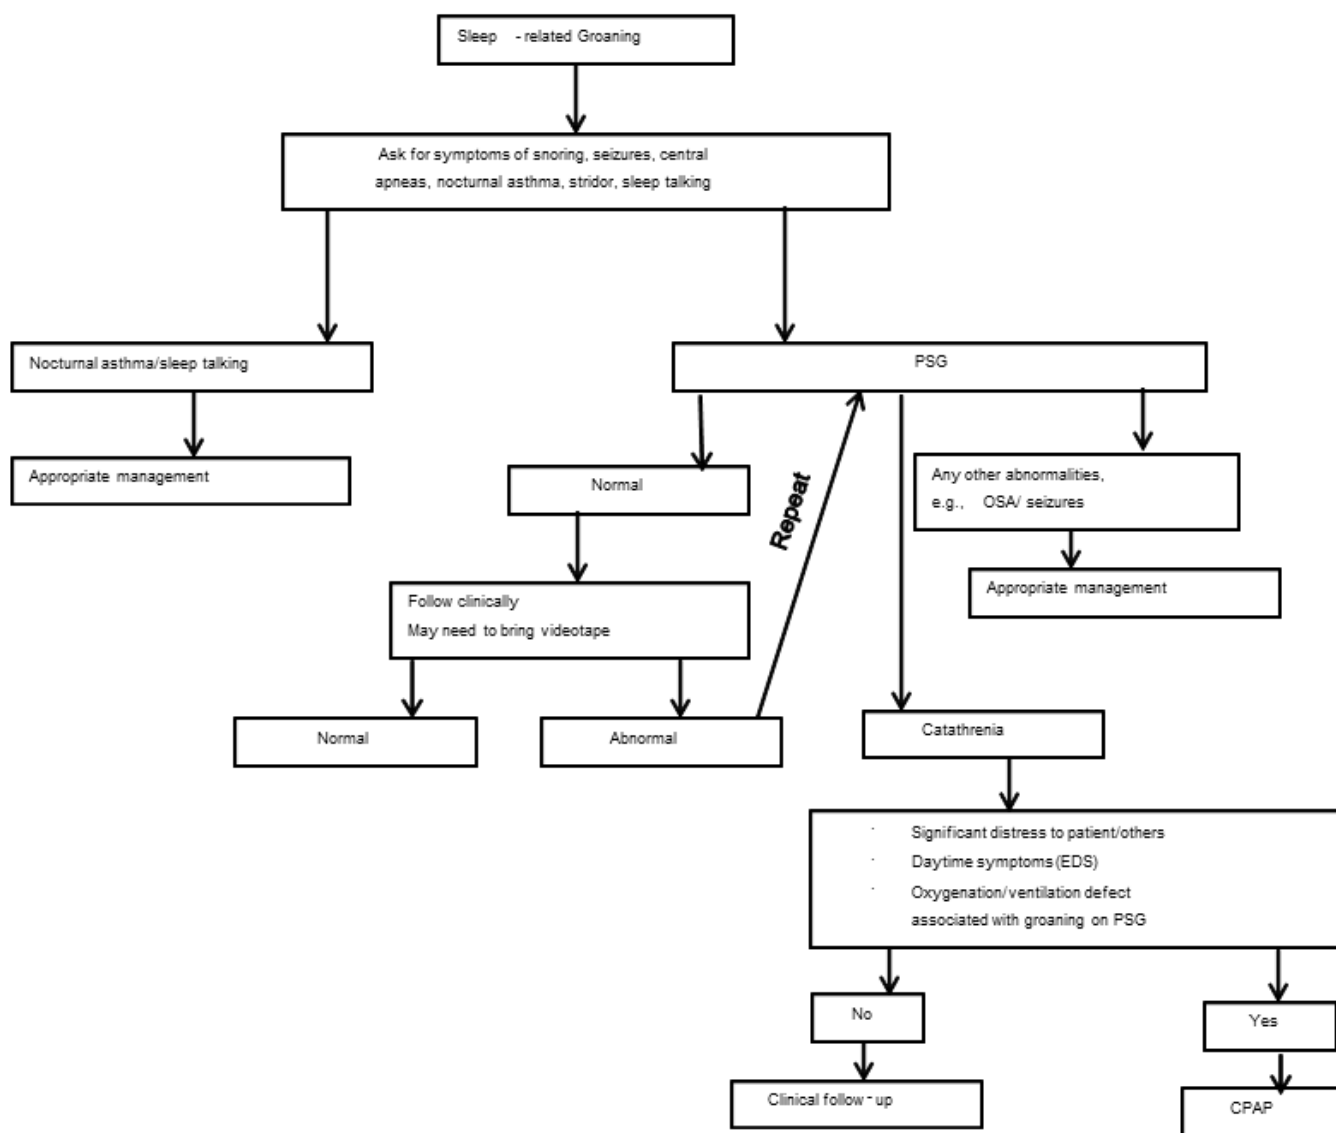 Sleep - related Groaning
Ask for symptoms of snoring, seizures, central
apneas, nocturnal asthma, stridor, sleep talking
Nocturnal asthma/sleep talking
PSG
Appropriate management
Normal
Repeat
Any other abnormalities,
e.g., OSA/ seizures
Appropriate management
Follow clinically
May need to bring videotape
Normal
Abnormal
Catathrenia
· Significant distress to patient/others
· Daytime symptoms (EDS)
· Oxygenation/ventilation defect
associated with groaning on PSG
No
Yes
Clinical follow-up
CPAP